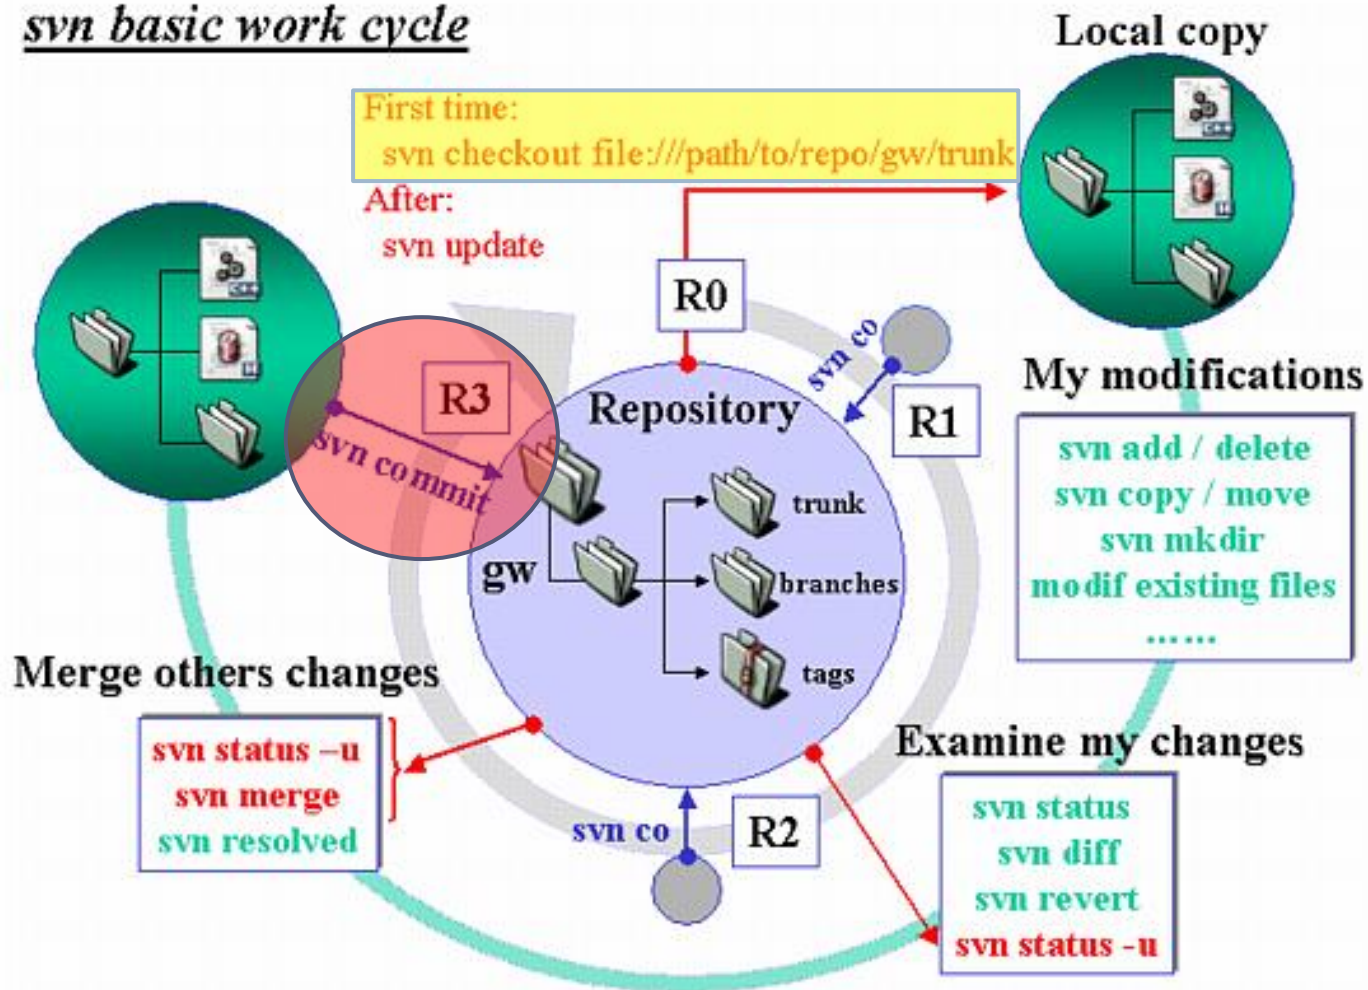 svn basic work cycle
Local copy
First time:
svn checkout file:///path/to/repo/gw/trunk
After:
svn update
R0
svn co
R1
R3
svn commit
Repository
trunk
gw
branches
tags
My modifications
svn add / delete
svn copy / move
svn mkdir
modif existing files
......
Merge others changes
svn status –u
svn merge
svn resolved
svn co
R2
Examine my changes
svn status
svn diff
svn revert
svn status -u